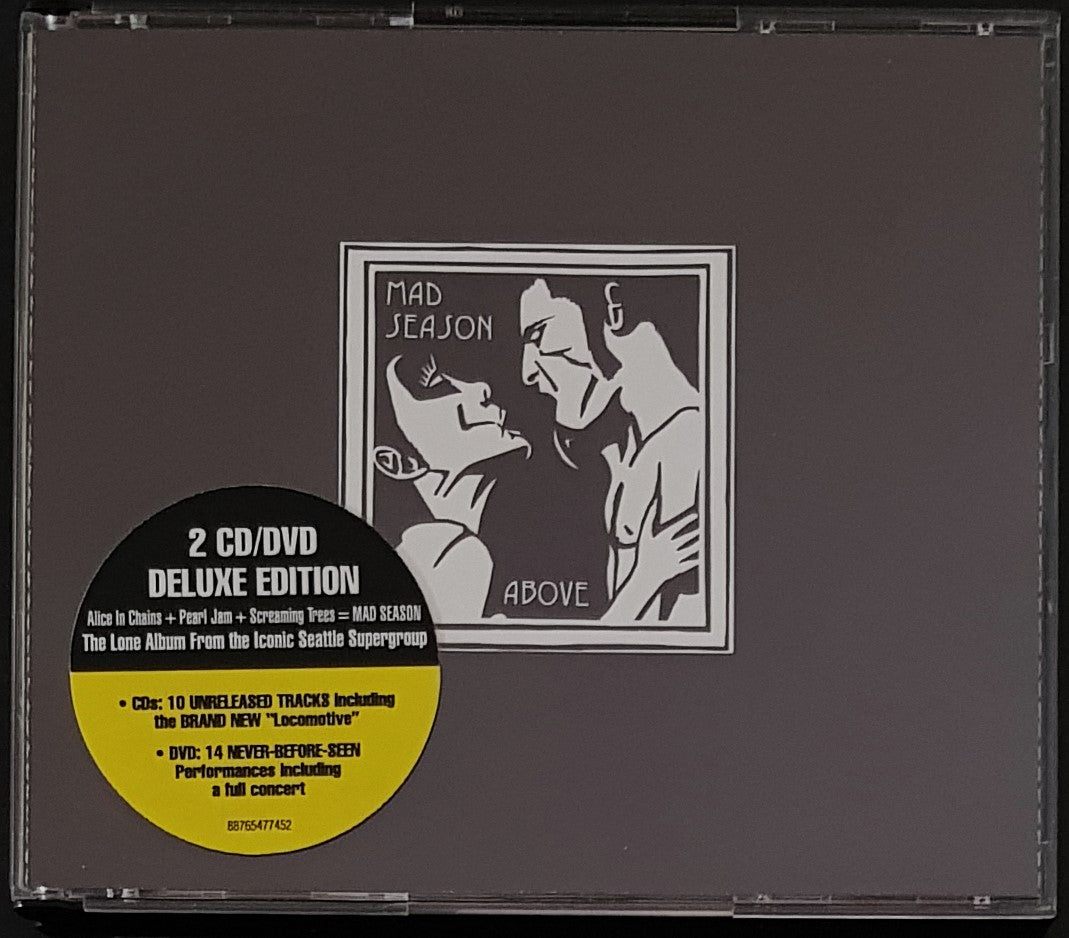 MAD
SEASON
ABOVE
2 CD/DVD
DELUXE EDITION
Alice In Chains + Pearl Jam + Screaming Trees = MAD SEASON
The Lone Album From the Iconic Seattle Supergroup
• CDs: 10 UNRELEASED TRACKS Including
the BRAND NEW "Locomotive"
• DVD: 14 NEVER-BEFORE-SEEN
Performances Including
a full concert
88765477452